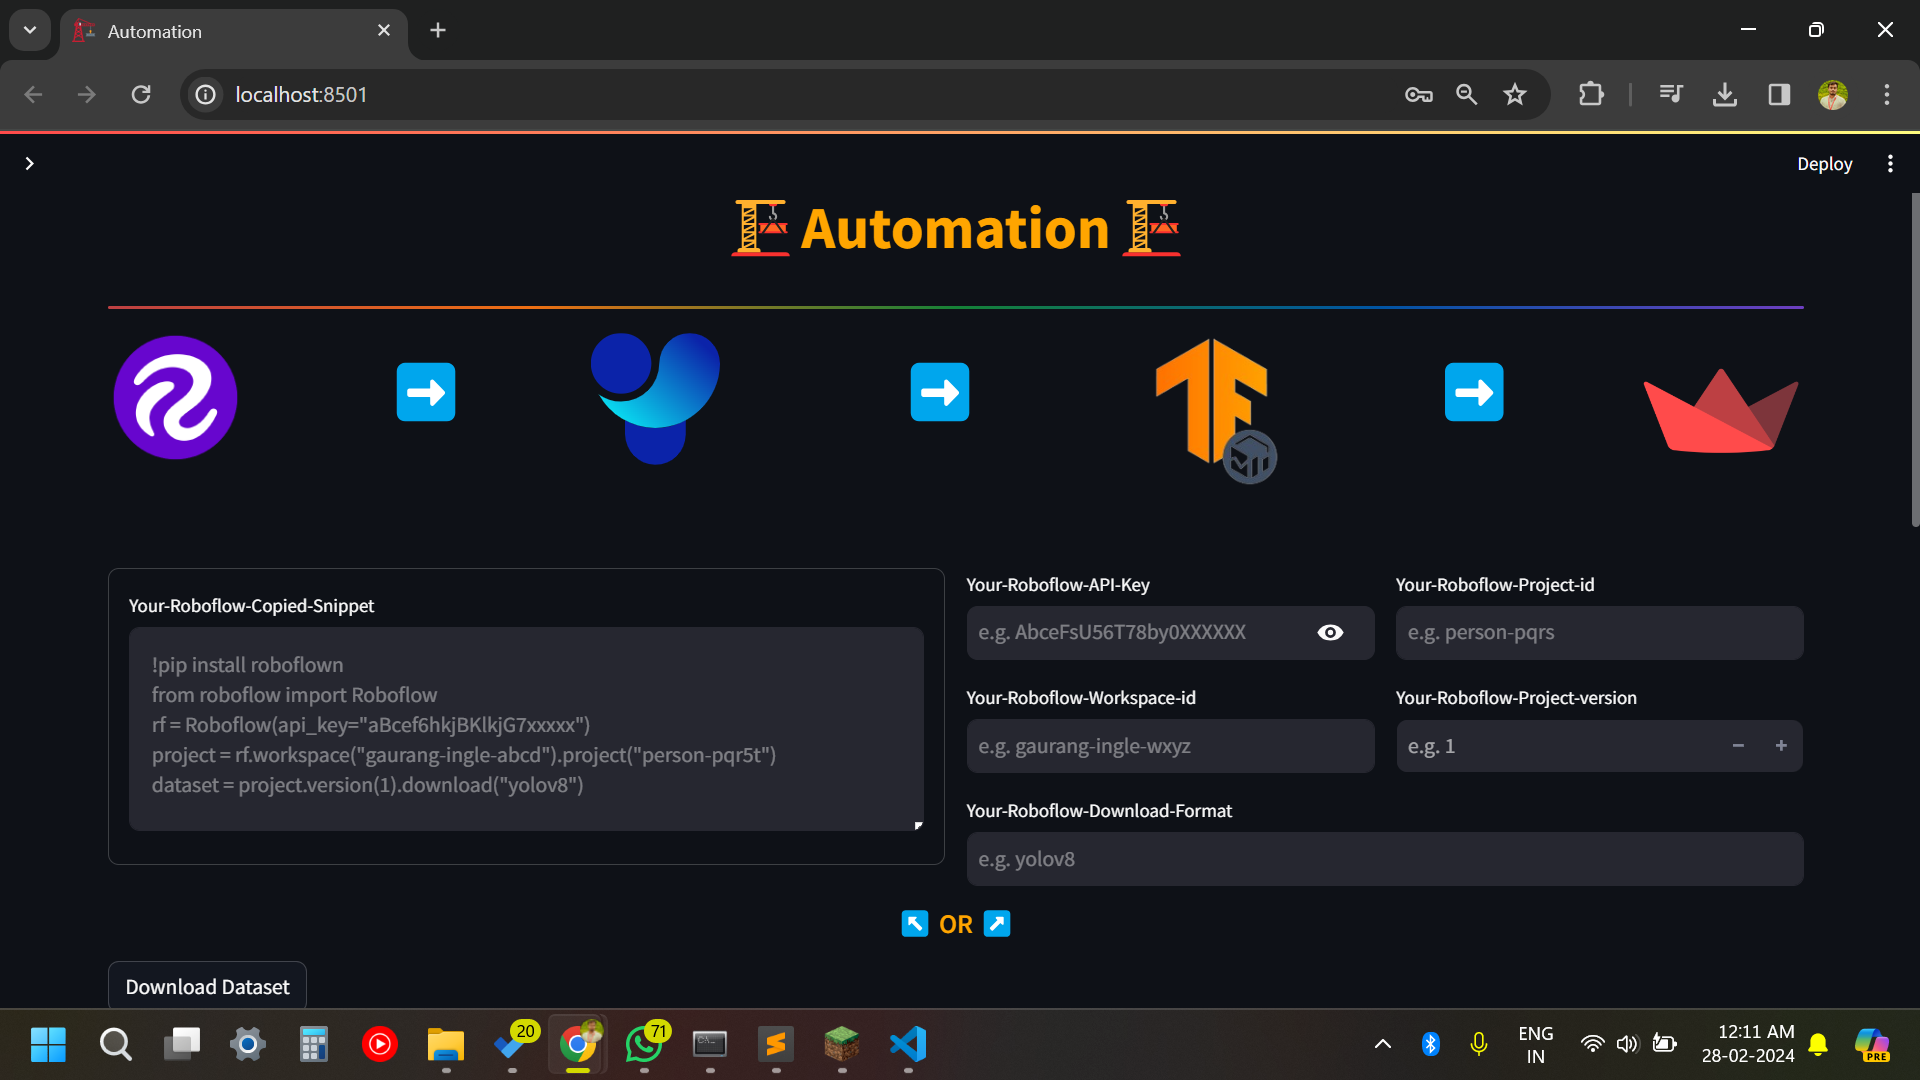 Automation
localhost:8501
Deploy
Automation
Your-Roboflow-Copied-Snippet
!pip install roboflown
from roboflow import Roboflow
rf = Roboflow(api_key="aBcef6hkjBKlkjG7xxxxx")
project = rf.workspace("gaurang-ingle-abcd").project("person-pqr5t")
dataset = project.version(1).download("yolov8")
Your-Roboflow-API-Key
e.g. AbceFsU56T78by0XXXXXX
Your-Roboflow-Project-id
e.g. person-pqrs
Your-Roboflow-Workspace-id
e.g. gaurang-ingle-wxyz
Your-Roboflow-Project-version
e.g. 1
Your-Roboflow-Download-Format
e.g. yolov8
OR
Download Dataset
20
71
ENG
IN
12:11 AM
28-02-2024
PRE